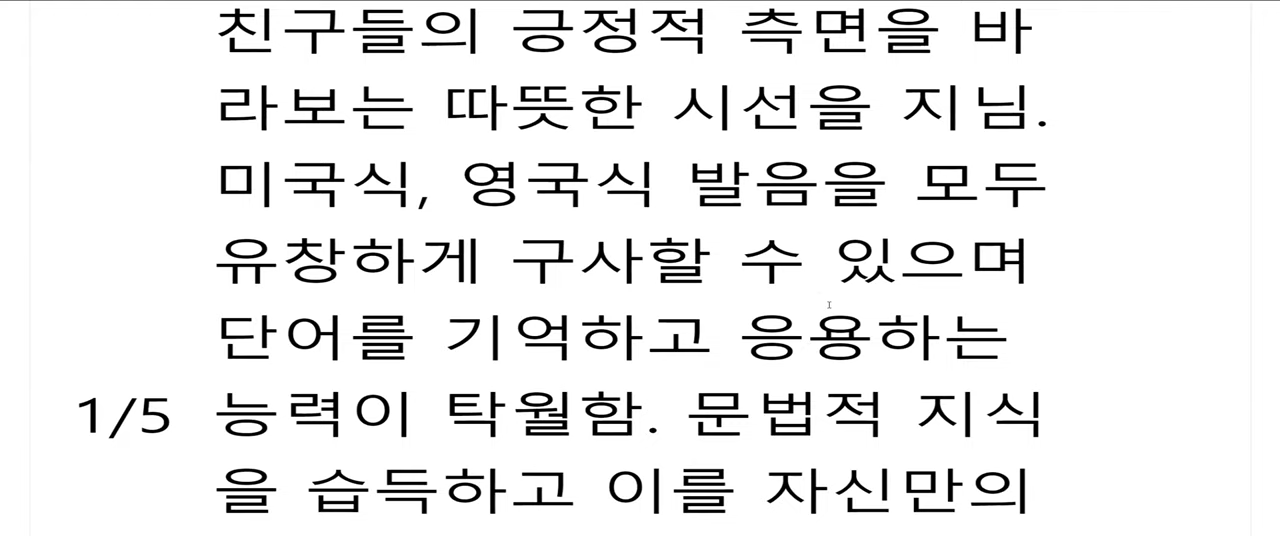 친구들의 긍정적 측면을 바
라보는 따뜻한 시선을 지님.
미국식, 영국식 발음을 모두
유창하게 구사할 수 있으며
단어를 기억하고 응용하는
1/5 능력이 탁월함. 문법적 지식
을 습득하고 이를 자신만의